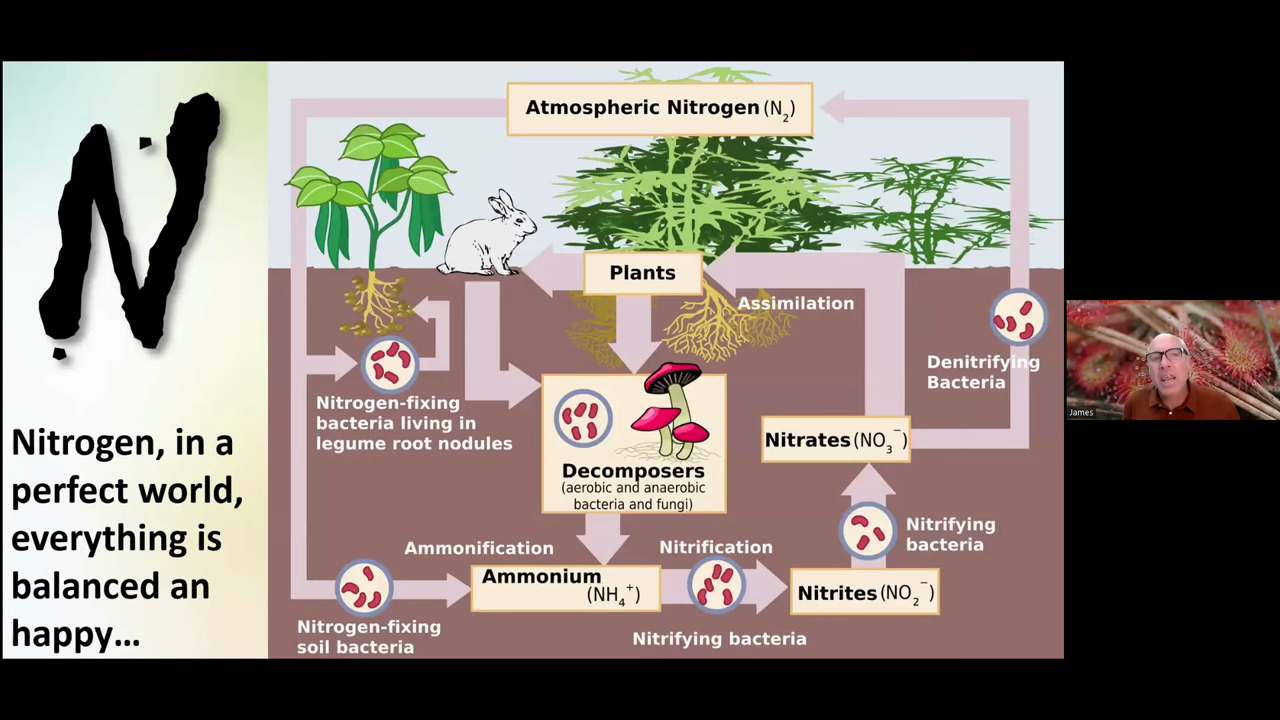 N
Nitrogen, in a
perfect world,
everything is
balanced an
happy...
Atmospheric Nitrogen (N₂)
Plants
Assimilation
Denitrifying
Bacteria
Nitrogen-fixing
bacteria living in
legume root nodules
Nitrates (NO₃⁻)
Decomposers
(aerobic and anaerobic
bacteria and fungi)
Nitrifying
bacteria
Ammonification
Nitrification
Ammonium
(NH₄⁺)
Nitrites (NO₂⁻)
Nitrogen-fixing
soil bacteria
Nitrifying bacteria
James